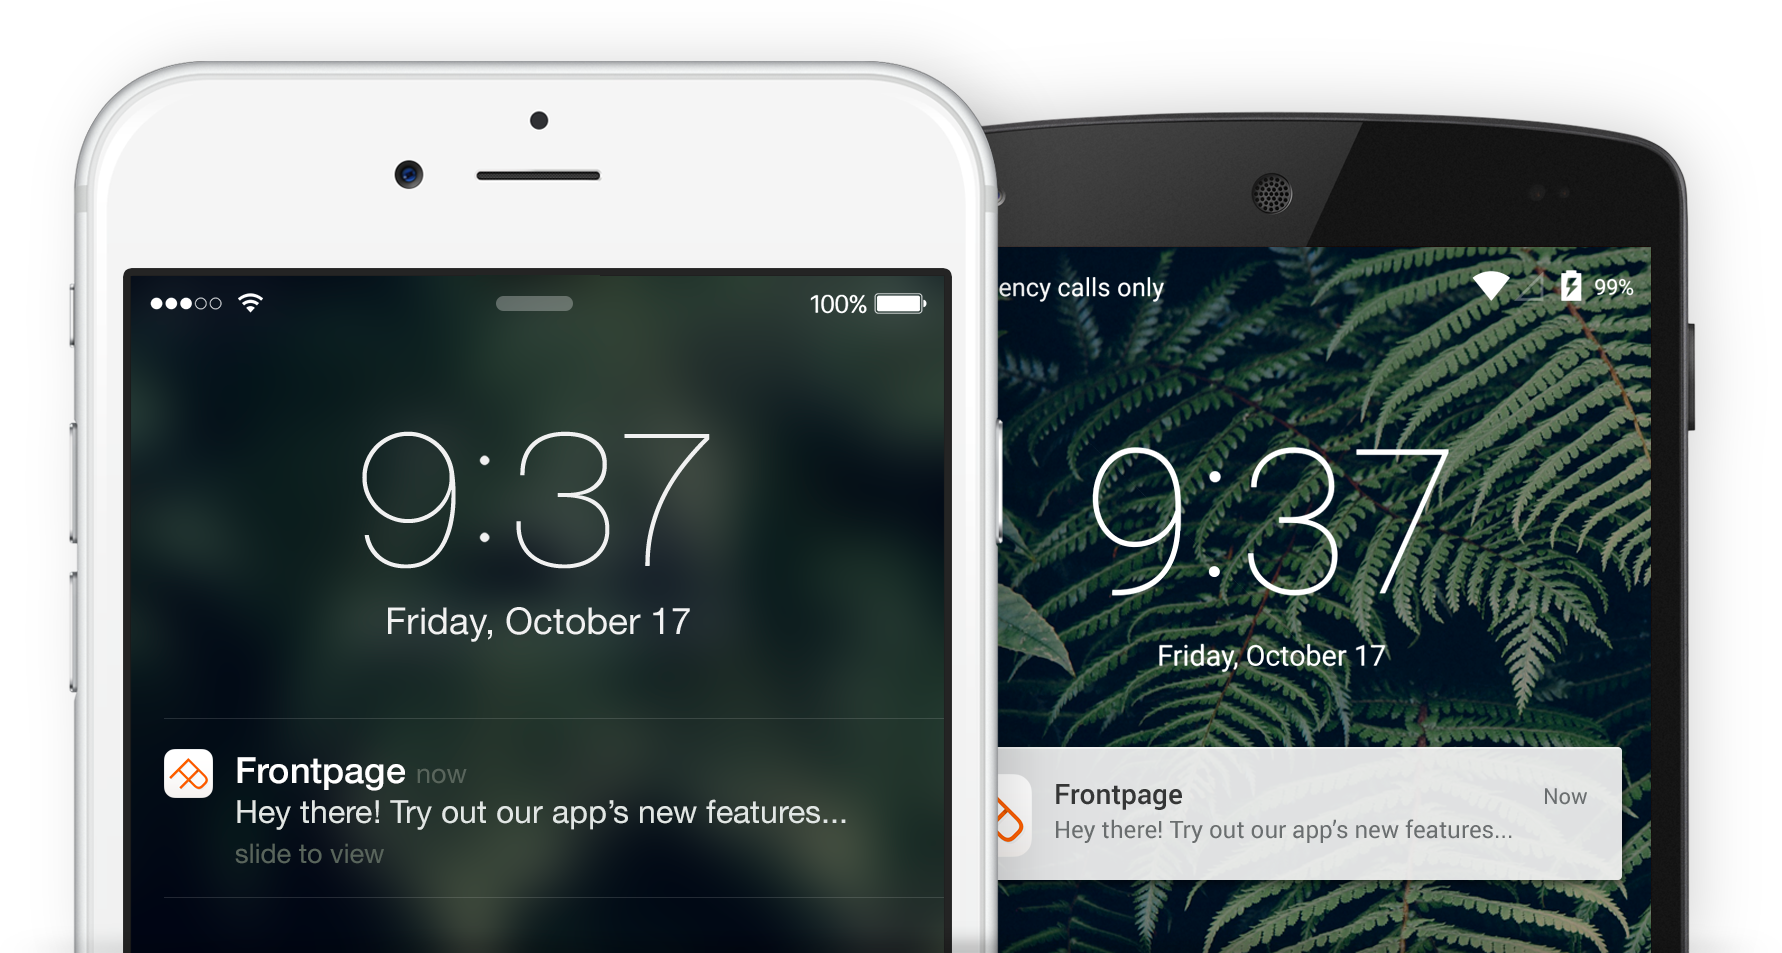 100%
9:37
Friday, October 17
Frontpage now
Hey there! Try out our app’s new features...
slide to view
calls only
99%
9:37
Friday, October 17
Frontpage Now
Hey there! Try out our app’s new features...